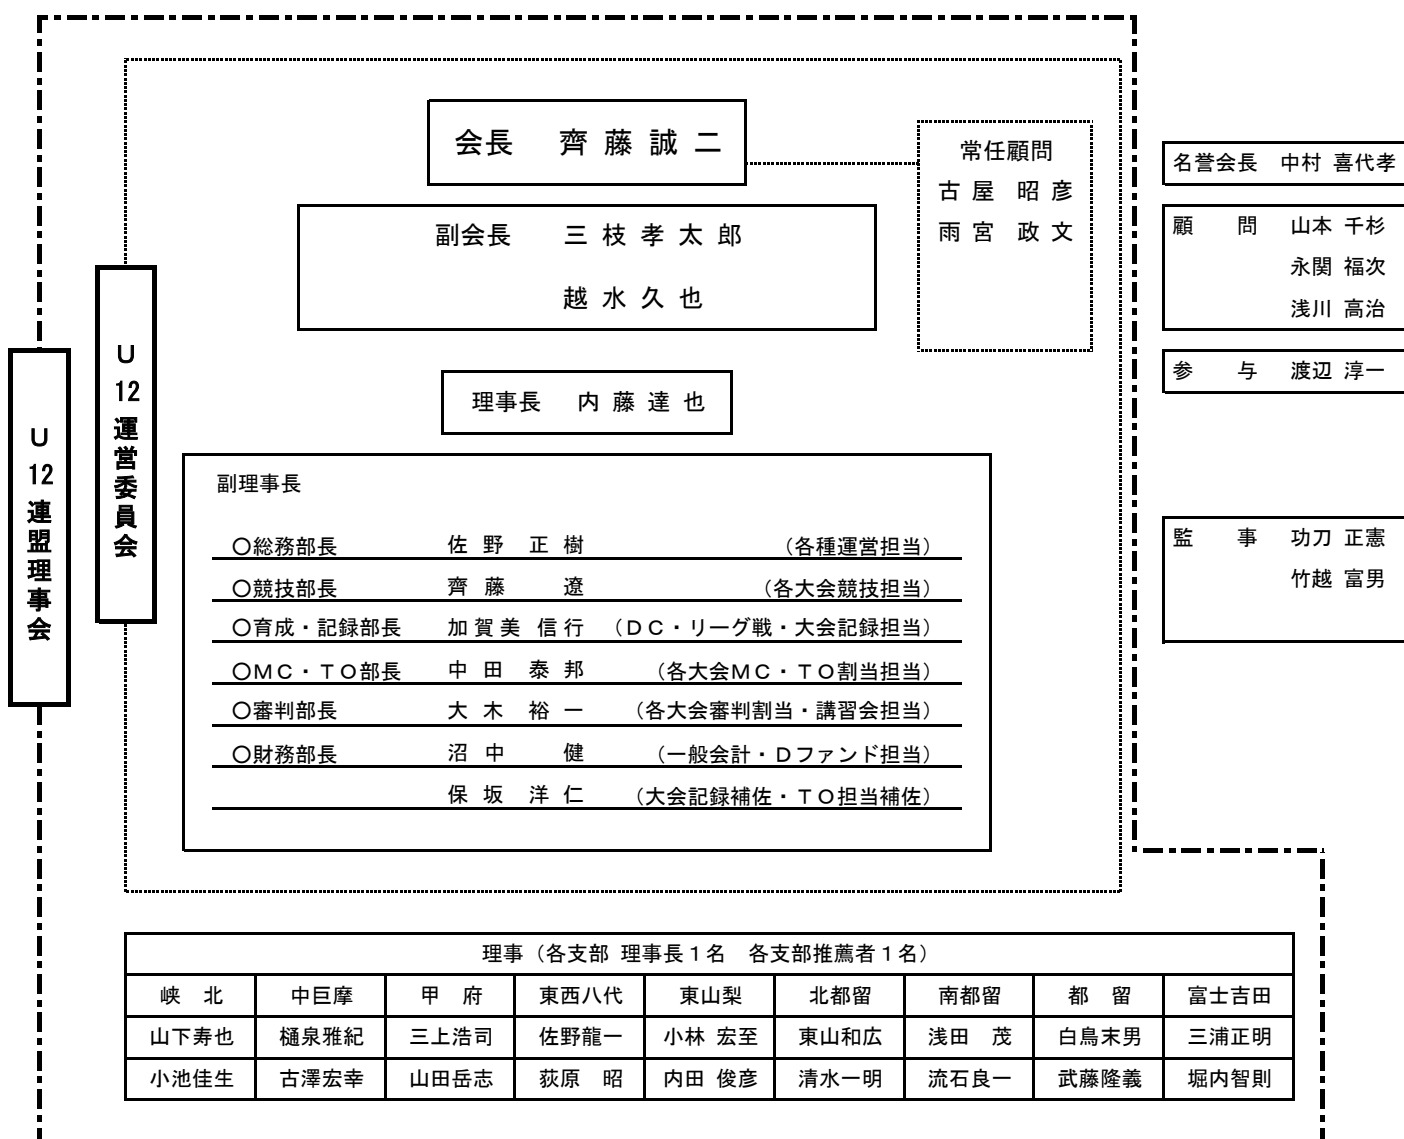 会長　齊 藤 誠 二
副会長　三 枝 孝 太 郎
越 水 久 也
常任顧問
古 屋　昭 彦
雨 宮　政 文
名誉会長　中村 喜代孝
顧　　問　山本 千杉
永関 福次
浅川 高治
参　　与　渡辺 淳一
監　　事　功刀 正憲
竹越 富男
U12連盟理事会
U12運営委員会
理事長　内 藤 達 也
副理事長
〇総務部長　佐 野　正 樹　（各種運営担当）
〇競技部長　齊 藤　　遼　（各大会競技担当）
〇育成・記録部長　加 賀 美　信 行　（ＤＣ・リーグ戦・大会記録担当）
〇ＭＣ・ＴＯ部長　中 田　泰 邦　（各大会ＭＣ・ＴＯ割当担当）
〇審判部長　大 木　裕 一　（各大会審判割当・講習会担当）
〇財務部長　沼 中　　健　（一般会計・Ｄファンド担当）
保 坂　洋 仁　（大会記録補佐・ＴＯ担当補佐）
理事（各支部 理事長１名　各支部推薦者１名）
峡　北　中巨摩　甲　府　東西八代　東山梨　北都留　南都留　都　留　富士吉田
山下寿也　樋泉雅紀　三上浩司　佐野龍一　小林 宏至　東山和広　浅田　茂　白鳥末男　三浦正明
小池佳生　古澤宏幸　山田岳志　荻原　昭　内田 俊彦　清水一明　流石良一　武藤隆義　堀内智則